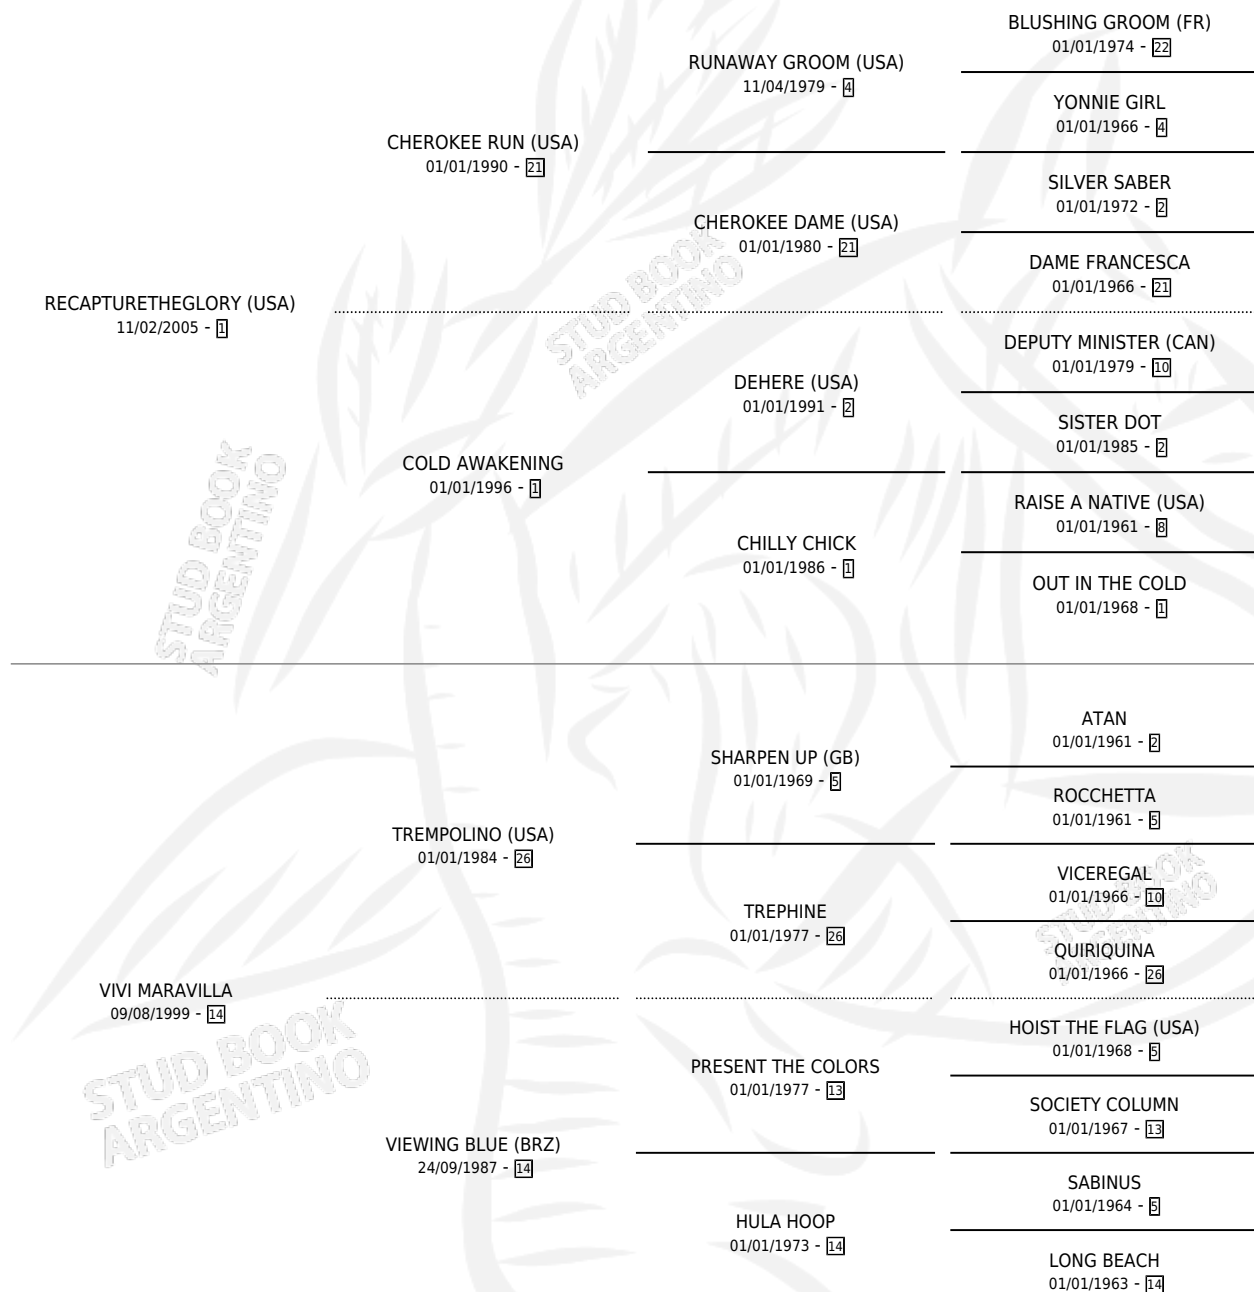 BLUSHING GROOM (FR)
01/01/1974 - 22
RUNAWAY GROOM (USA)
11/04/1979 - 4
YONNIE GIRL
01/01/1966 - 4
CHEROKEE RUN (USA)
01/01/1990 - 21
SILVER SABER
01/01/1972 - 2
CHEROKEE DAME (USA)
01/01/1980 - 21
DAME FRANCESCA
01/01/1966 - 21
RECAPTURETHEGLORY (USA)
11/02/2005 - 1
STUD BOOK
ARGENTINO
DEPUTY MINISTER (CAN)
01/01/1979 - 10
DEHERE (USA)
01/01/1991 - 2
SISTER DOT
01/01/1985 - 2
COLD AWAKENING
01/01/1996 - 1
RAISE A NATIVE (USA)
01/01/1961 - 8
CHILLY CHICK
01/01/1986 - 1
OUT IN THE COLD
01/01/1968 - 1
STUD BOOK
ARGENTINO
ATAN
01/01/1961 - 2
SHARPEN UP (GB)
01/01/1969 - 5
ROCCHETTA
01/01/1961 - 5
TREMPOLINO (USA)
01/01/1984 - 26
VICEREGAL
01/01/1966 - 10
TREPHINE
01/01/1977 - 26
QUIRIQUINA
01/01/1966 - 26
STUD BOOK
ARGENTINO
VIVI MARAVILLA
09/08/1999 - 14
HOIST THE FLAG (USA)
01/01/1968 - 5
PRESENT THE COLORS
01/01/1977 - 13
SOCIETY COLUMN
01/01/1967 - 13
STUD BOOK
ARGENTINO
VIEWING BLUE (BRZ)
24/09/1987 - 14
SABINUS
01/01/1964 - 5
HULA HOOP
01/01/1973 - 14
LONG BEACH
01/01/1963 - 14